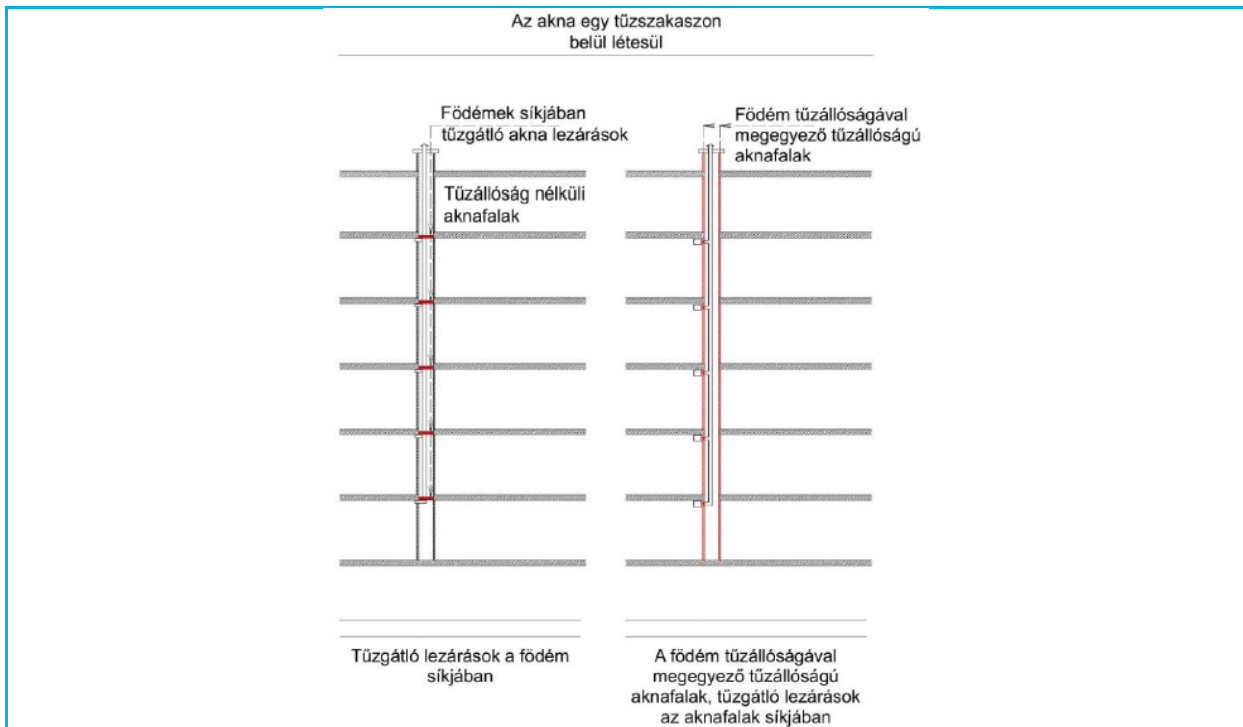 Az akna egy tűzszakaszon
belül létesül
Födémek síkjában
tűzgátló akna lezárások
Tűzállóság nélküli
aknafalak
Födém tűzállóságával
megegyező tűzállóságú
aknafalak
Tűzgátló lezárások a födém
síkjában
A födém tűzállóságával
megegyező tűzállóságú
aknafalak, tűzgátló lezárások
az aknafalak síkjában